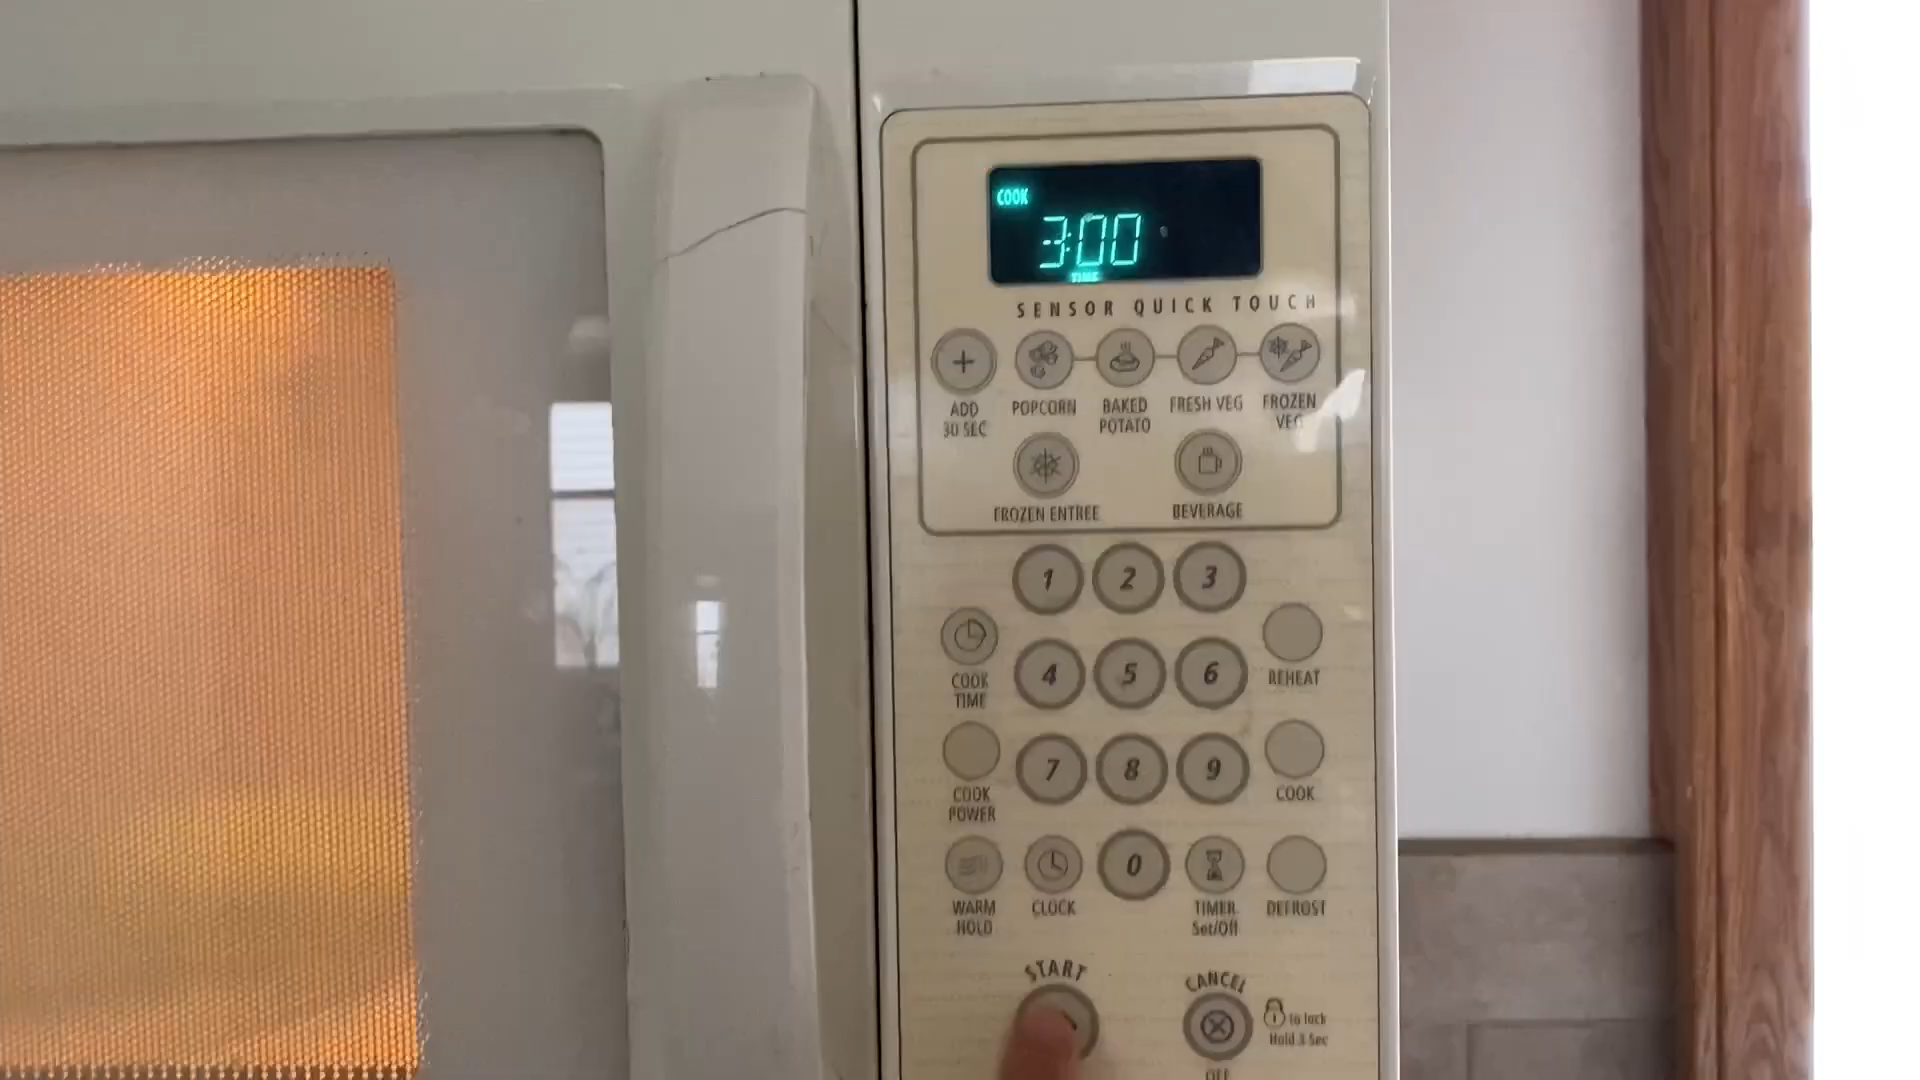 COOK
3:00
TIME
SENSOR QUICK TOUCH
ADD
30 SEC
POPCORN
BAKED
POTATO
FRESH VEG
FROZEN
VEG
FROZEN ENTREE
BEVERAGE
1 2 3
COOK
TIME
4 5 6
REHEAT
COOK
POWER
7 8 9
COOK
WARM
HOLD
CLOCK
0
TIMER
Set/Off
DEFROST
START
CANCEL
to lock
Hold 3 Sec
OFF